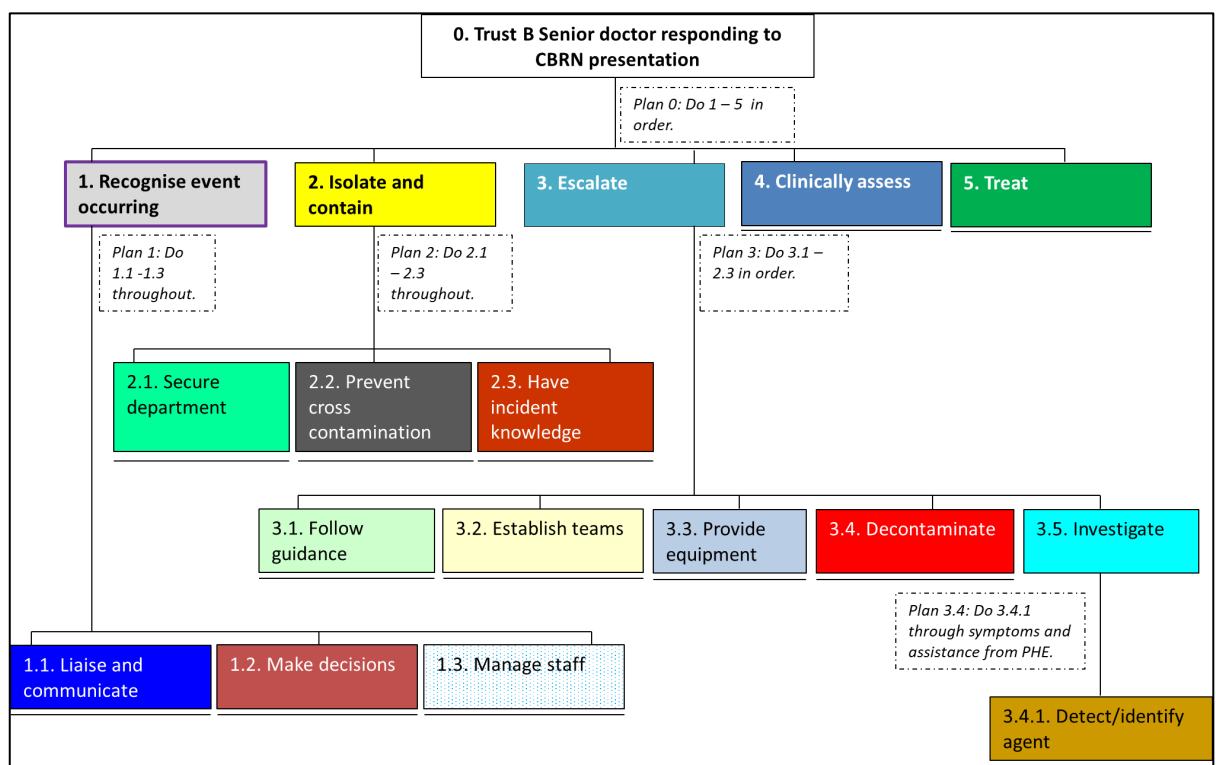 0. Trust B Senior doctor responding to
CBRN presentation
Plan 0: Do 1 – 5 in
order.
1. Recognise event
occurring
2. Isolate and
contain
3. Escalate
4. Clinically assess
5. Treat
Plan 1: Do
1.1 -1.3
throughout.
Plan 2: Do 2.1
– 2.3
throughout.
Plan 3: Do 3.1 –
2.3 in order.
2.1. Secure
department
2.2. Prevent
cross
contamination
2.3. Have
incident
knowledge
3.1. Follow
guidance
3.2. Establish teams
3.3. Provide
equipment
3.4. Decontaminate
3.5. Investigate
Plan 3.4: Do 3.4.1
through symptoms and
assistance from PHE.
1.1. Liaise and
communicate
1.2. Make decisions
1.3. Manage staff
3.4.1. Detect/identify
agent